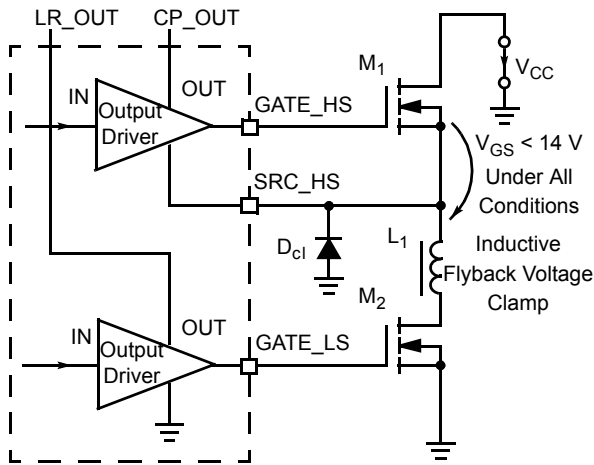 LR_OUT CP_OUT
M1
VCC
IN
OUT
Output
Driver
GATE_HS
VGS < 14 V
Under All
Conditions
SRC_HS
Dcl
L1
Inductive
Flyback Voltage
Clamp
M2
IN
OUT
Output
Driver
GATE_LS